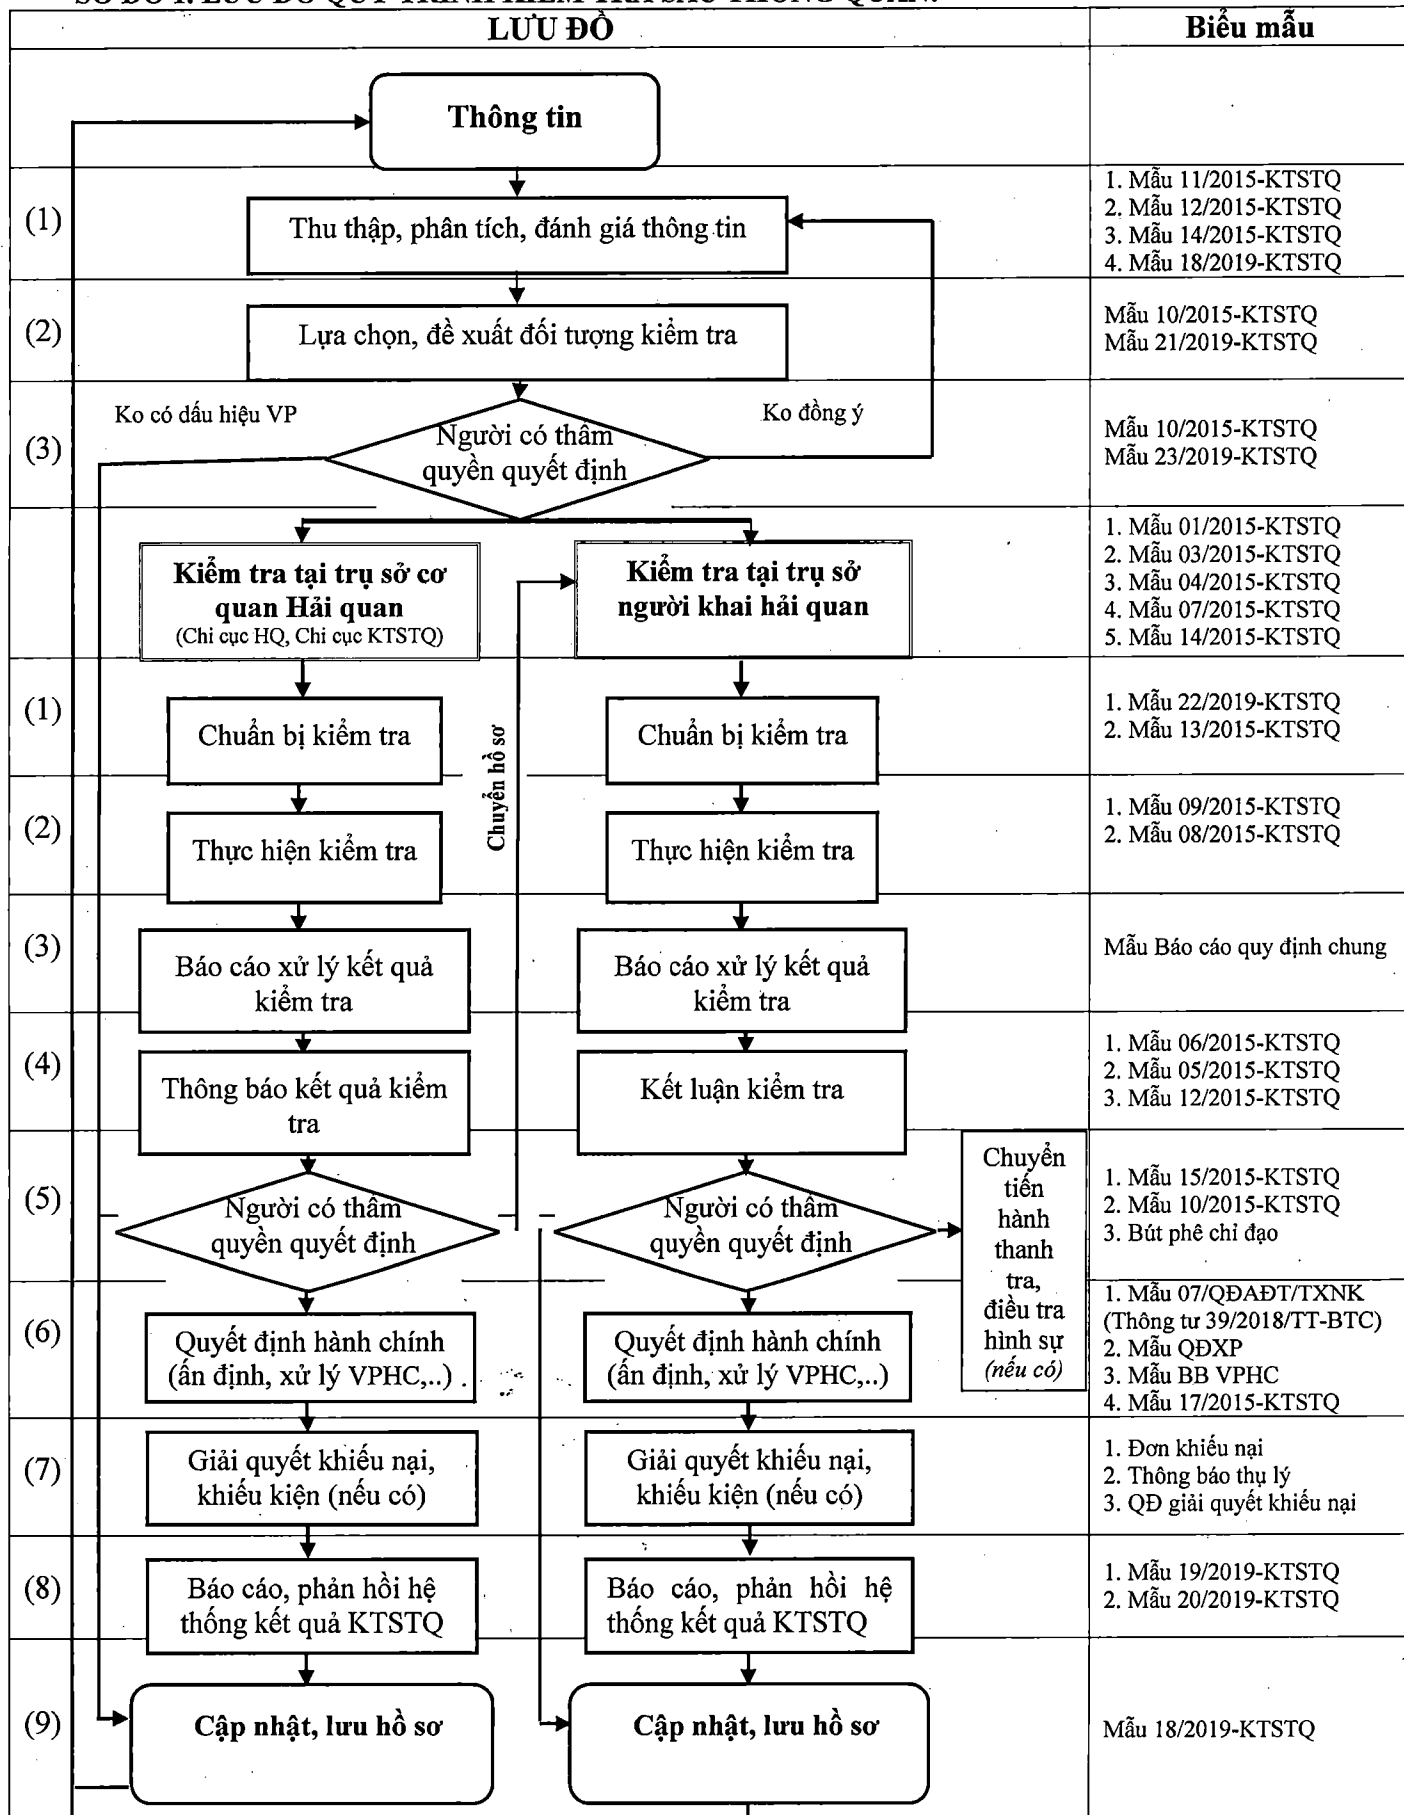 SƠ ĐỒ 1. LƯU ĐỒ QUY TRÌNH KIỂM TRA SAU THÔNG QUAN.
LƯU ĐỒ
Biểu mẫu
Thông tin
(1)
Thu thập, phân tích, đánh giá thông tin
1. Mẫu 11/2015-KTSTQ
2. Mẫu 12/2015-KTSTQ
3. Mẫu 14/2015-KTSTQ
4. Mẫu 18/2019-KTSTQ
(2)
Lựa chọn, đề xuất đối tượng kiểm tra
Mẫu 10/2015-KTSTQ
Mẫu 21/2019-KTSTQ
(3)
Ko có dấu hiệu VP
Ko đồng ý
Người có thẩm
quyền quyết định
Mẫu 10/2015-KTSTQ
Mẫu 23/2019-KTSTQ
Kiểm tra tại trụ sở cơ
quan Hải quan
(Chi cục HQ, Chi cục KTSTQ)
Kiểm tra tại trụ sở
người khai hải quan
1. Mẫu 01/2015-KTSTQ
2. Mẫu 03/2015-KTSTQ
3. Mẫu 04/2015-KTSTQ
4. Mẫu 07/2015-KTSTQ
5. Mẫu 14/2015-KTSTQ
(1)
Chuẩn bị kiểm tra
Chuyển hồ sơ
Chuẩn bị kiểm tra
1. Mẫu 22/2019-KTSTQ
2. Mẫu 13/2015-KTSTQ
(2)
Thực hiện kiểm tra
Thực hiện kiểm tra
1. Mẫu 09/2015-KTSTQ
2. Mẫu 08/2015-KTSTQ
(3)
Báo cáo xử lý kết quả
kiểm tra
Báo cáo xử lý kết quả
kiểm tra
Mẫu Báo cáo quy định chung
(4)
Thông báo kết quả kiểm
tra
Kết luận kiểm tra
1. Mẫu 06/2015-KTSTQ
2. Mẫu 05/2015-KTSTQ
3. Mẫu 12/2015-KTSTQ
(5)
Người có thẩm
quyền quyết định
Người có thẩm
quyền quyết định
Chuyển
tiến
hành
thanh
tra,
điều tra
hình sự
(nếu có)
1. Mẫu 15/2015-KTSTQ
2. Mẫu 10/2015-KTSTQ
3. Bút phê chỉ đạo
(6)
Quyết định hành chính
(ấn định, xử lý VPHC,..)
Quyết định hành chính
(ấn định, xử lý VPHC,..)
1. Mẫu 07/QĐAĐT/TXNK
(Thông tư 39/2018/TT-BTC)
2. Mẫu QĐXP
3. Mẫu BB VPHC
4. Mẫu 17/2015-KTSTQ
(7)
Giải quyết khiếu nại,
khiếu kiện (nếu có)
Giải quyết khiếu nại,
khiếu kiện (nếu có)
1. Đơn khiếu nại
2. Thông báo thụ lý
3. QĐ giải quyết khiếu nại
(8)
Báo cáo, phản hồi hệ
thống kết quả KTSTQ
Báo cáo, phản hồi hệ
thống kết quả KTSTQ
1. Mẫu 19/2019-KTSTQ
2. Mẫu 20/2019-KTSTQ
(9)
Cập nhật, lưu hồ sơ
Cập nhật, lưu hồ sơ
Mẫu 18/2019-KTSTQ